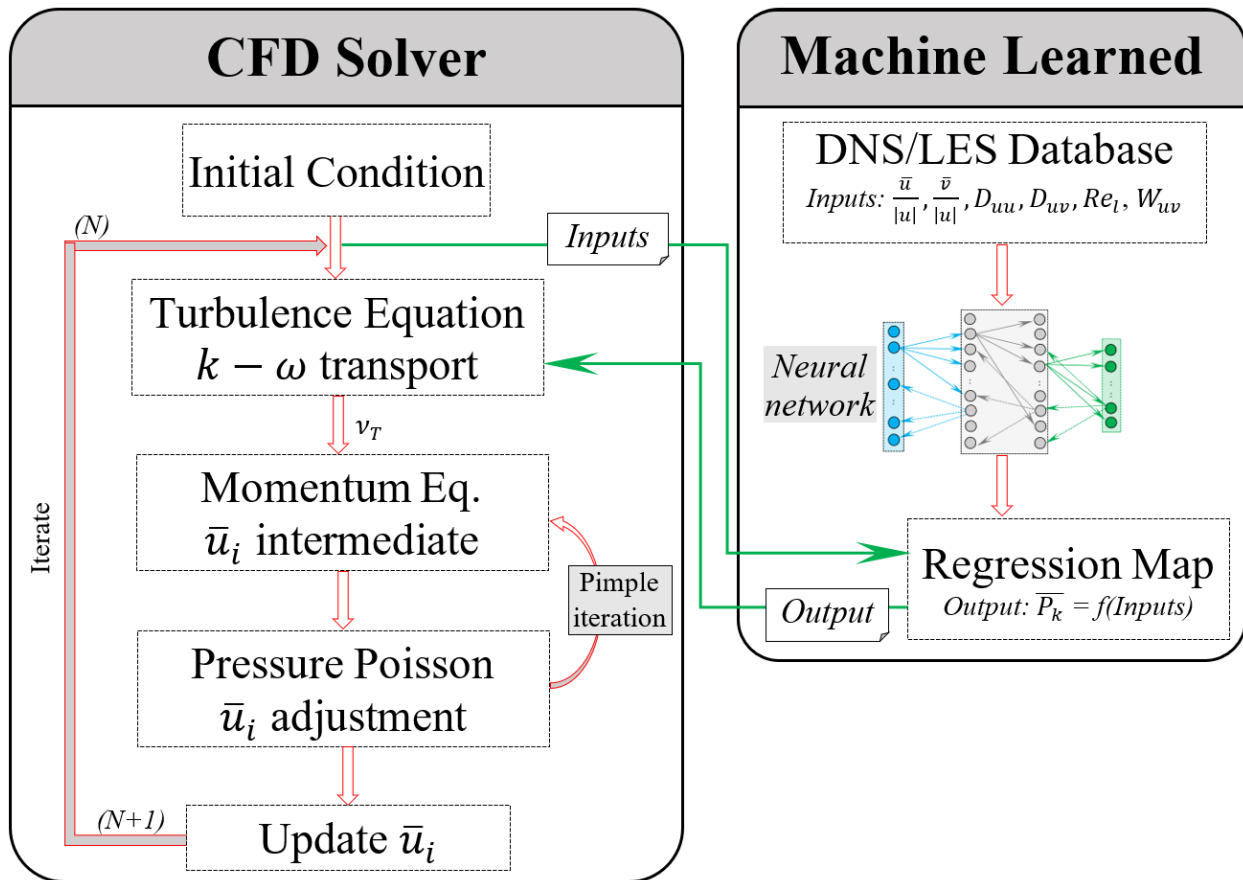 CFD Solver
Initial Condition
(N)
Inputs
Turbulence Equation
k − ω transport
ν_T
Momentum Eq.
ū_i intermediate
Pimple
iteration
Pressure Poisson
ū_i adjustment
Iterate
(N+1)
Update ū_i
Machine Learned
DNS/LES Database
Inputs: ū/|u|, v̄/|u|, D_uu, D_uv, Re_l, W_uv
Neural
network
Regression Map
Output: P̅_k̅ = f(Inputs)
Output